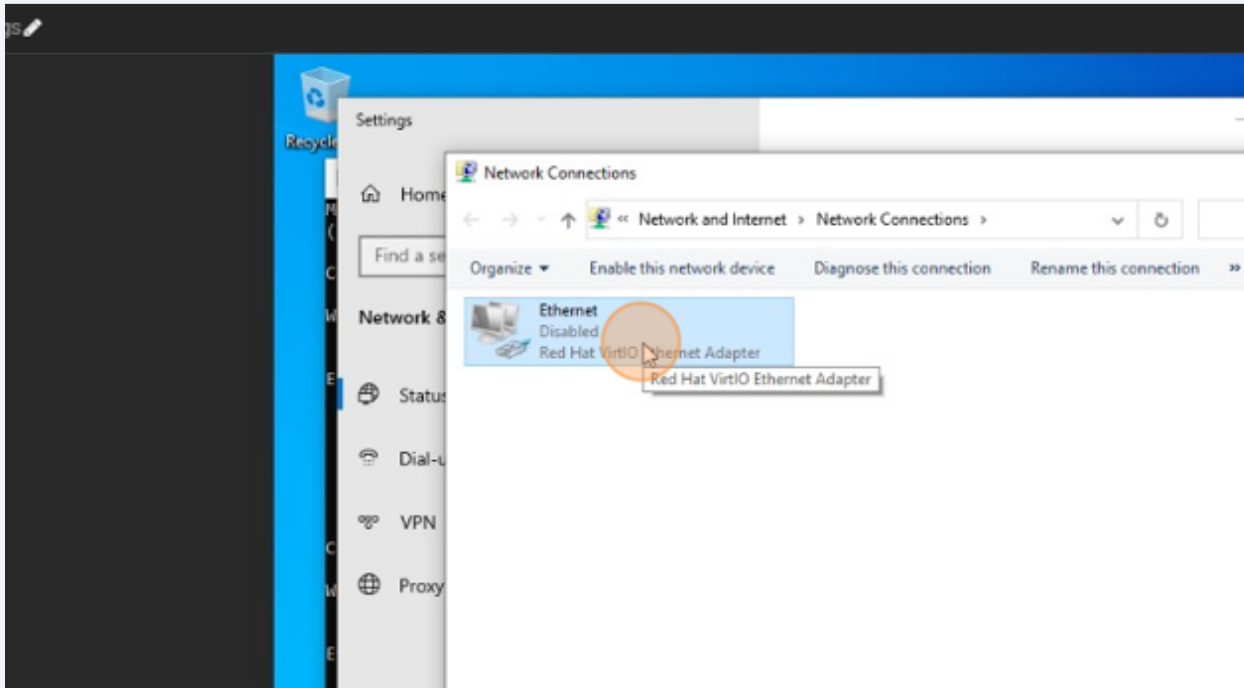 gs
Recycle
Settings
Network Connections
Home
« Network and Internet > Network Connections >
Find a se
Organize Enable this network device Diagnose this connection Rename this connection »
Network &
Ethernet
Disabled
Red Hat VirtIO Ethernet Adapter
Red Hat VirtIO Ethernet Adapter
Status
Dial-u
VPN
Proxy
M
(
C
W
E
C
W
E